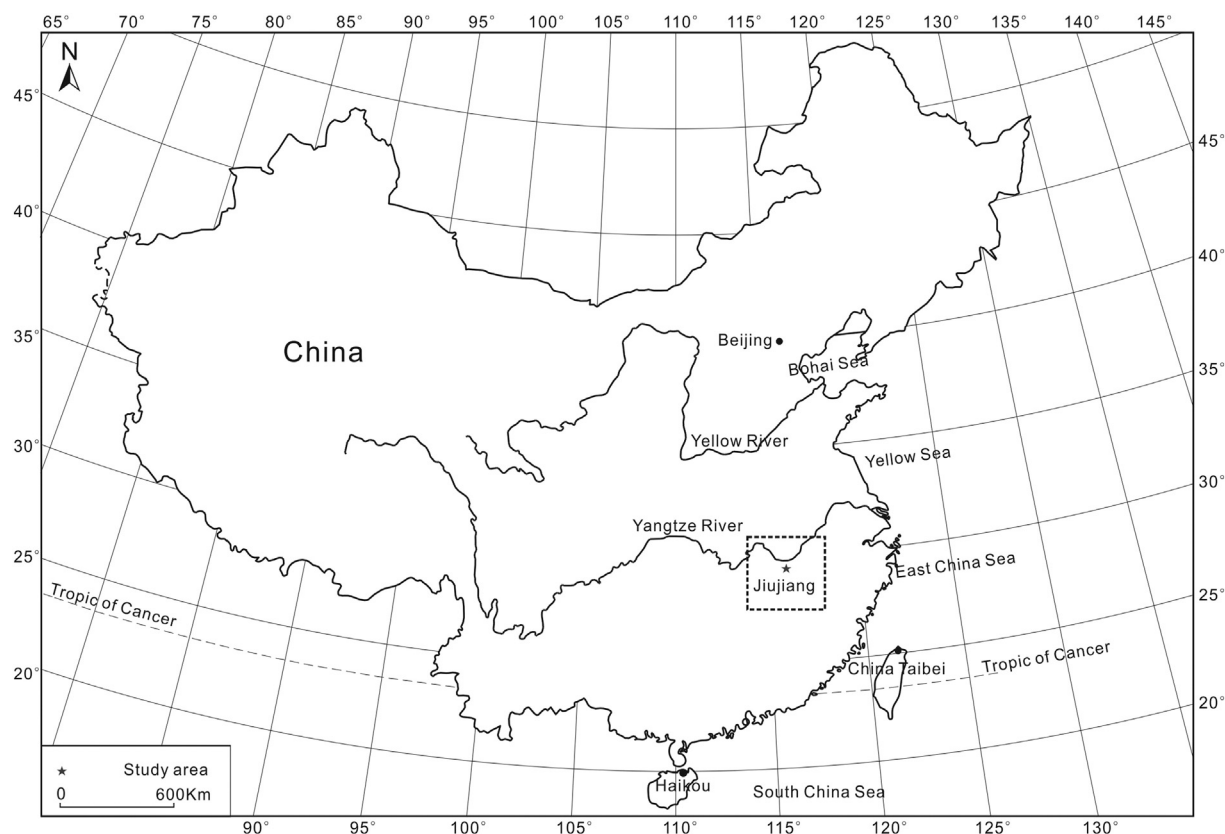 65° 70° 75° 80° 85° 90° 95° 100° 105° 110° 115° 120° 125° 130° 135° 140° 145°
N
45°
45°
40°
40°
35°
35°
30°
30°
25°
25°
20°
20°
China
Beijing
Bohai Sea
Yellow River
Yellow Sea
Yangtze River
East China Sea
Jiujiang
Tropic of Cancer
China Taibei
Tropic of Cancer
Study area
0 600Km
Haikou
South China Sea
90° 95° 100° 105° 110° 115° 120° 125° 130°